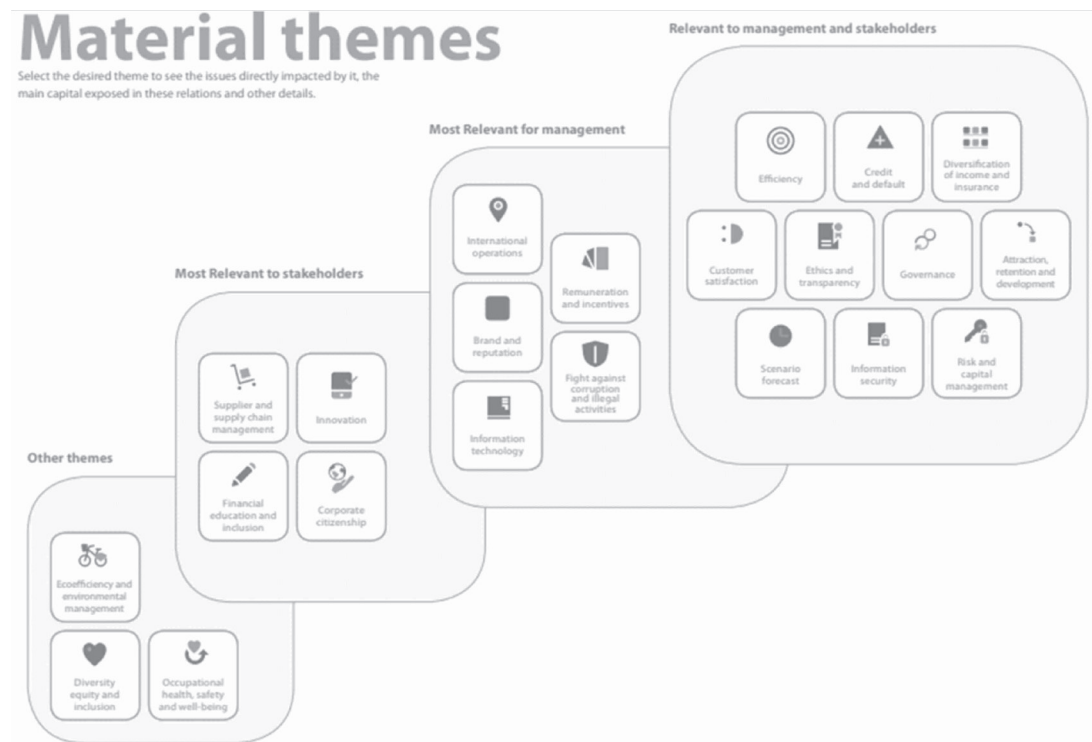 Material themes
Select the desired theme to see the issues directly impacted by it, the
main capital exposed in these relations and other details.
Relevant to management and stakeholders
Efficiency
Credit
and default
Diversification
of income and
insurance
Customer
satisfaction
Ethics and
transparency
Governance
Attraction,
retention and
development
Scenario
forecast
Information
security
Risk and
capital
management
Most Relevant for management
International
operations
Remuneration
and incentives
Brand and
reputation
Fight against
corruption
and illegal
activities
Information
technology
Most Relevant to stakeholders
Supplier and
supply chain
management
Innovation
Financial
education and
inclusion
Corporate
citizenship
Other themes
Ecoefficiency and
environmental
management
Diversity
equity and
inclusion
Occupational
health, safety
and well-being